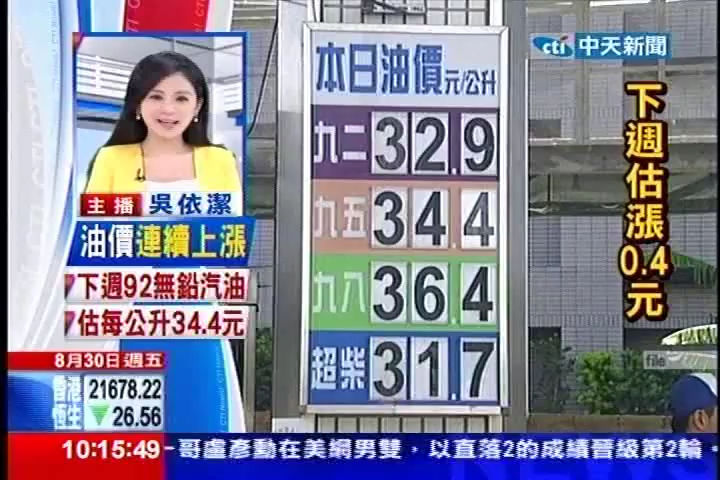 cti 中天新聞
本日油價元/公升
九二 32.9
九五 34.4
九八 36.4
超柴 31.7
下週估漲0.4元
主播 吳依潔
油價連續上漲
下週92無鉛汽油
估每公升34.4元
file
8月30日週五
香港恆生 21678.22
▼ 26.56
10:15:49
-哥盧彥勳在美網男雙，以直落2的成績晉級第2輪。
NEWS